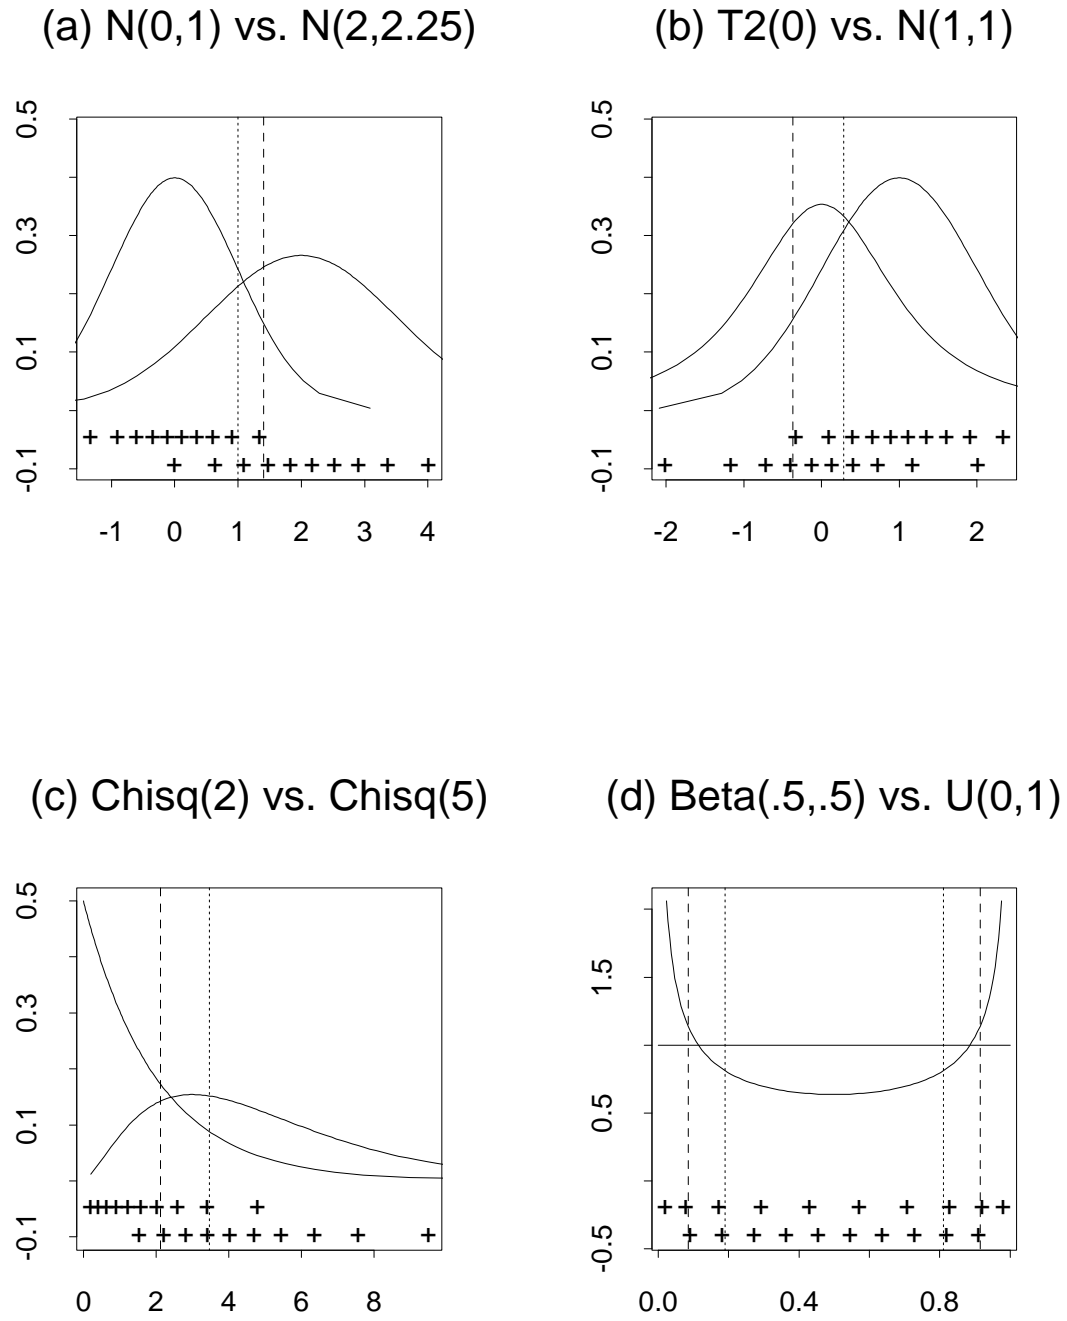 (a) N(0,1) vs. N(2,2.25)
0.5
0.3
0.1
-0.1
-1 0 1 2 3 4
(b) T2(0) vs. N(1,1)
0.5
0.3
0.1
-0.1
-2 -1 0 1 2
(c) Chisq(2) vs. Chisq(5)
0.5
0.3
0.1
-0.1
0 2 4 6 8
(d) Beta(.5,.5) vs. U(0,1)
1.5
0.5
-0.5
0.0 0.4 0.8